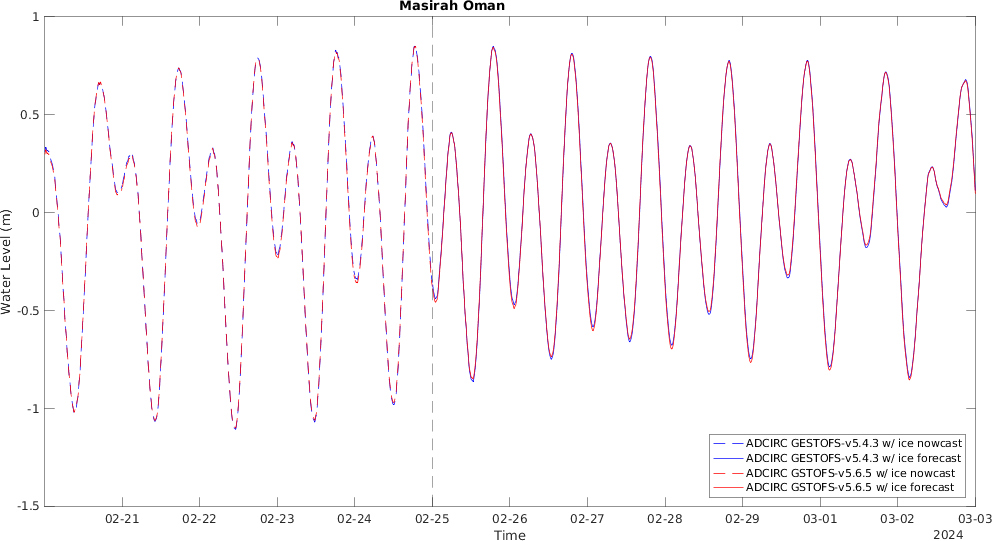 Masirah Oman
1
0.5
0
-0.5
-1
-1.5
Water Level (m)
ADCIRC GESTOFS-v5.4.3 w/ ice nowcast
ADCIRC GESTOFS-v5.4.3 w/ ice forecast
ADCIRC GSTOFS-v5.6.5 w/ ice nowcast
ADCIRC GSTOFS-v5.6.5 w/ ice forecast
02-21 02-22 02-23 02-24 02-25 02-26 02-27 02-28 02-29 03-01 03-02 03-03
Time
2024